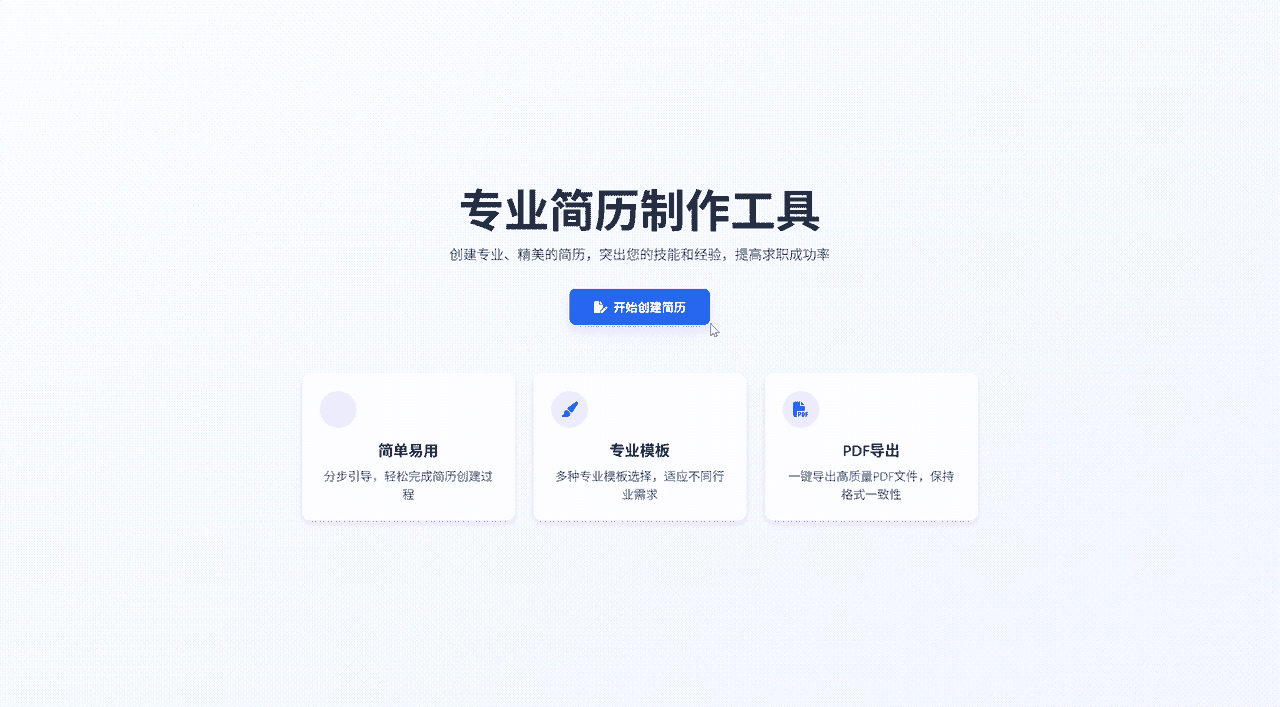 专业简历制作工具
创建专业、精美的简历，突出您的技能和经验，提高求职成功率
开始创建简历
简单易用
分步引导，轻松完成简历创建过
程
专业模板
多种专业模板选择，适应不同行
业需求
PDF
PDF导出
一键导出高质量PDF文件，保持
格式一致性